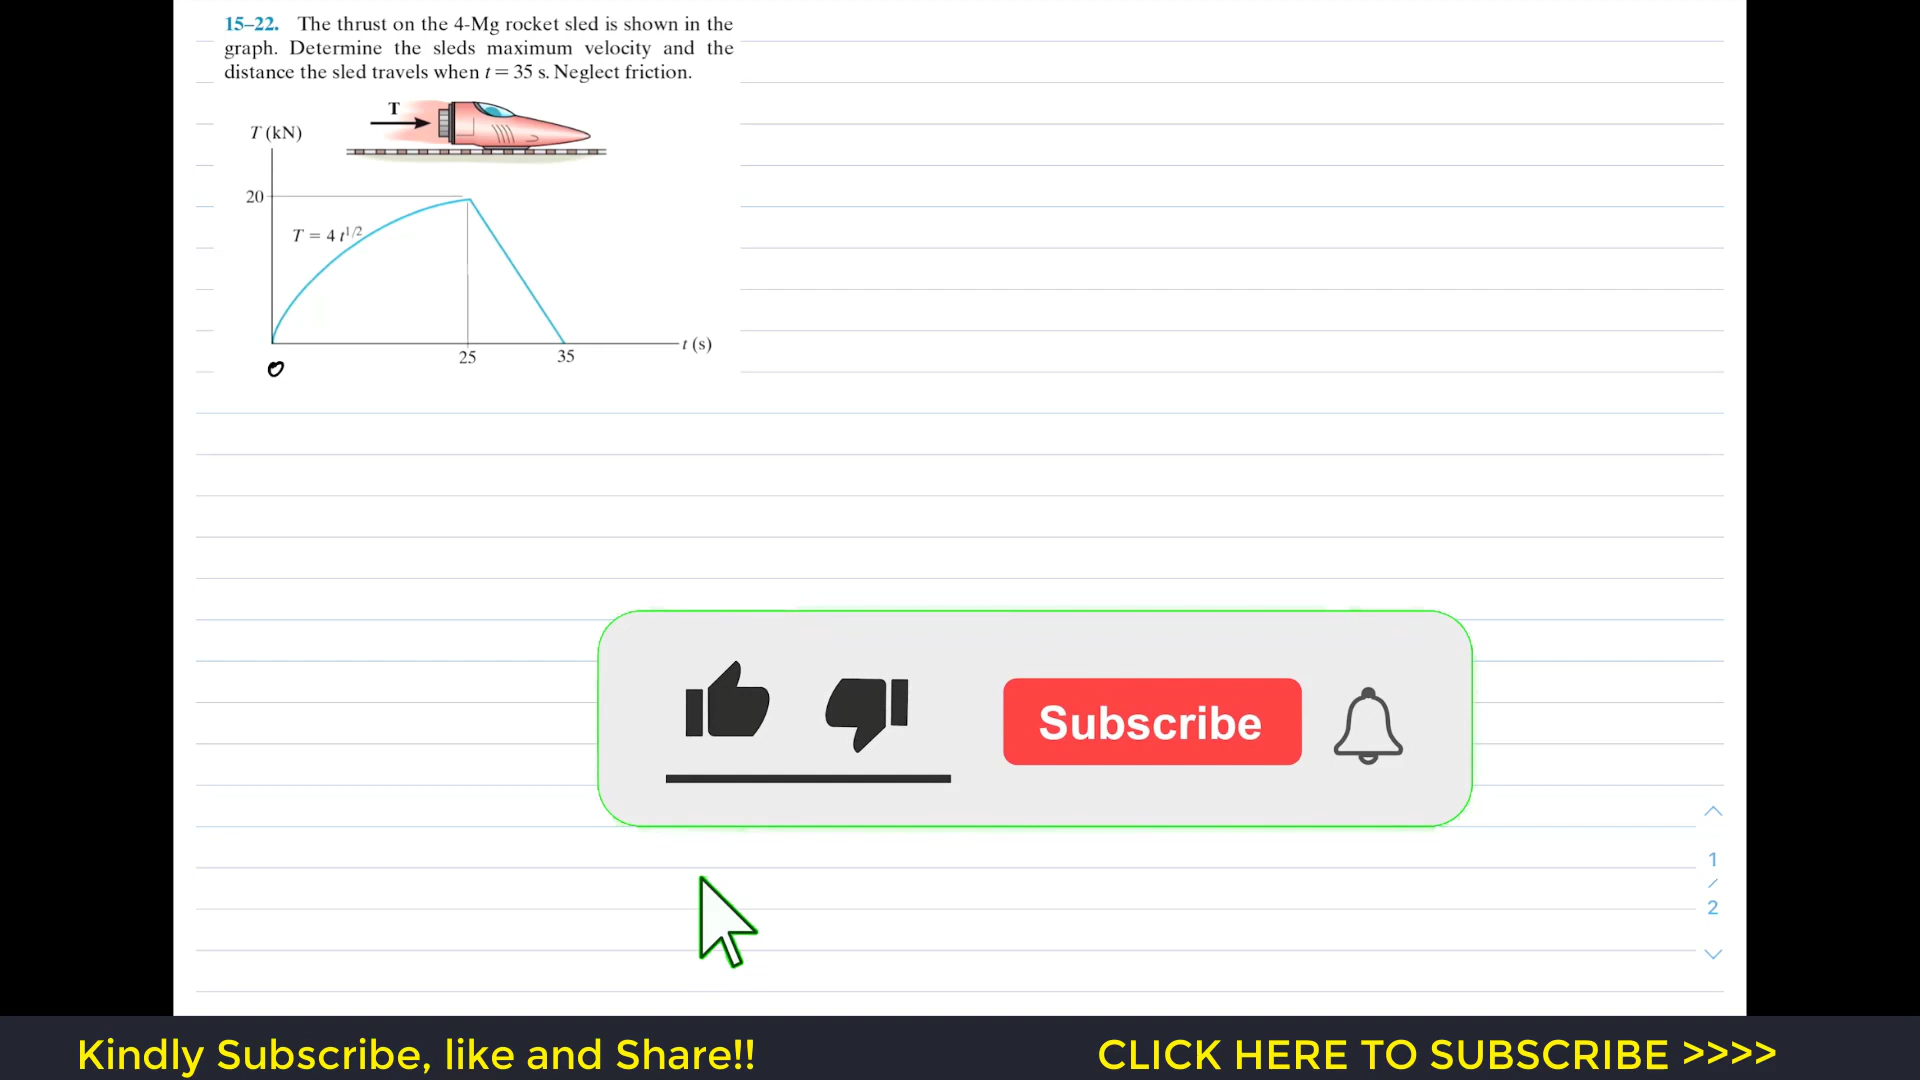 15–22. The thrust on the 4-Mg rocket sled is shown in the
graph. Determine the sleds maximum velocity and the
distance the sled travels when t = 35 s. Neglect friction.
T
T (kN)
20
T = 4 t^1/2
25
35
t (s)
0
Subscribe
1
/
2
Kindly Subscribe, like and Share!!
CLICK HERE TO SUBSCRIBE >>>>